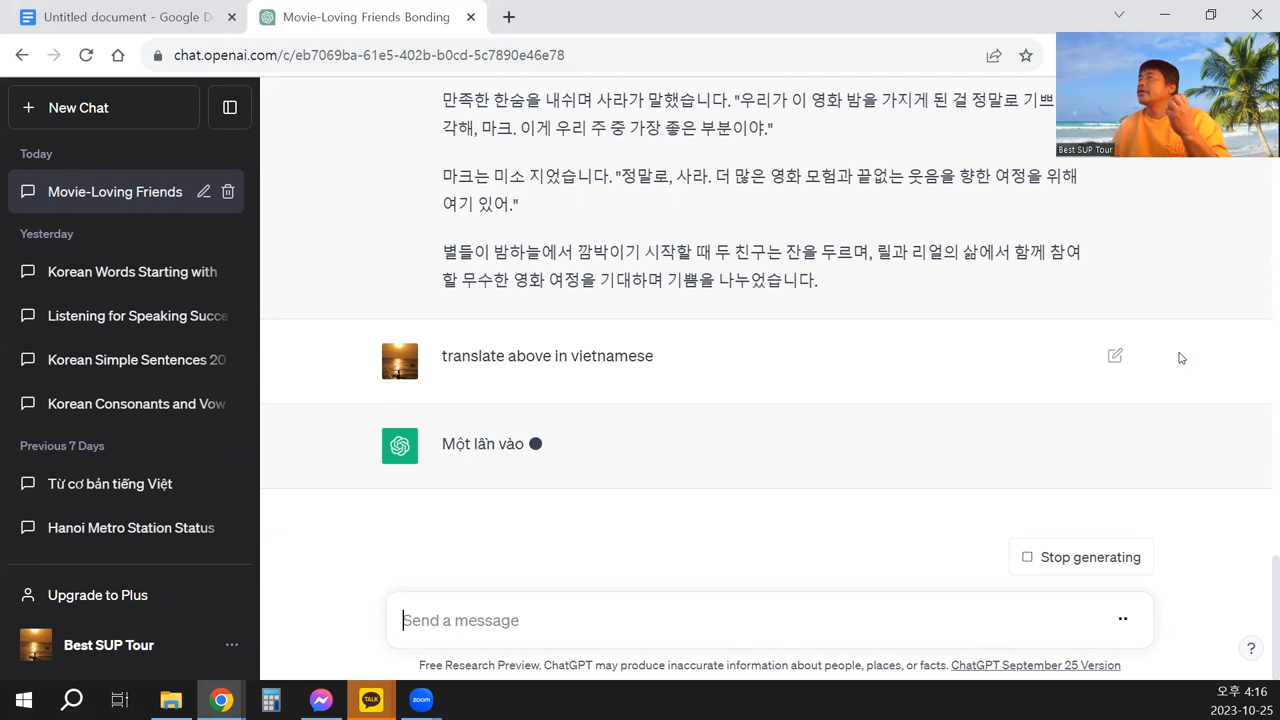 Untitled document - Google D
Movie-Loving Friends Bonding
chat.openai.com/c/eb7069ba-61e5-402b-b0cd-5c7890e46e78
New Chat
Today
Movie-Loving Friends
Yesterday
Korean Words Starting with
Listening for Speaking Succe
Korean Simple Sentences 20
Korean Consonants and Vow
Previous 7 Days
Từ cơ bản tiếng Việt
Hanoi Metro Station Status
Upgrade to Plus
Best SUP Tour
만족한 한숨을 내쉬며 사라가 말했습니다. "우리가 이 영화 밤을 가지게 된 걸 정말로 기쁘
각해, 마크. 이게 우리 주 중 가장 좋은 부분이야."
마크는 미소 지었습니다. "정말로, 사라. 더 많은 영화 모험과 끝없는 웃음을 향한 여정을 위해
여기 있어."
별들이 밤하늘에서 깜박이기 시작할 때 두 친구는 잔을 두르며, 릴과 리얼의 삶에서 함께 참여
할 무수한 영화 여정을 기대하며 기쁨을 나누었습니다.
translate above in vietnamese
Một lần vào
Stop generating
Send a message
Free Research Preview. ChatGPT may produce inaccurate information about people, places, or facts. ChatGPT September 25 Version
?
Best SUP Tour
TALK
zoom
오후 4:16
2023-10-25